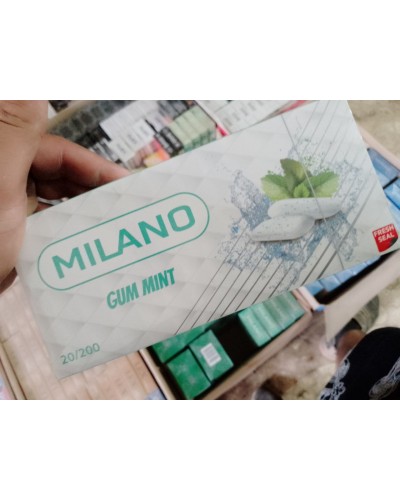 MILANO
GUM MINT
20/200
FRESH
SEAL